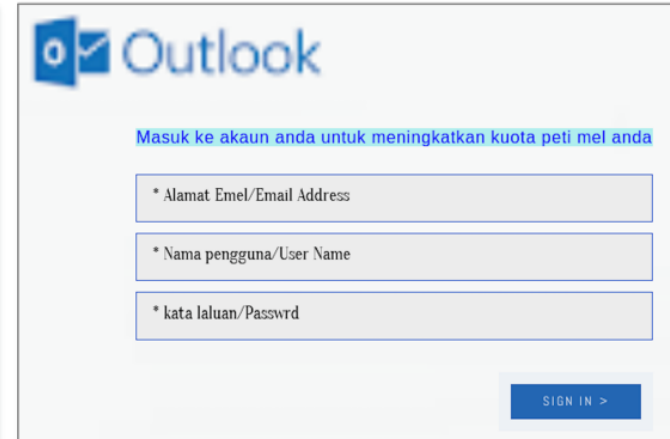 Outlook
Masuk ke akaun anda untuk meningkatkan kuota peti mel anda
* Alamat Emel/Email Address
* Nama pengguna/User Name
* kata laluan/Passwrd
SIGN IN >